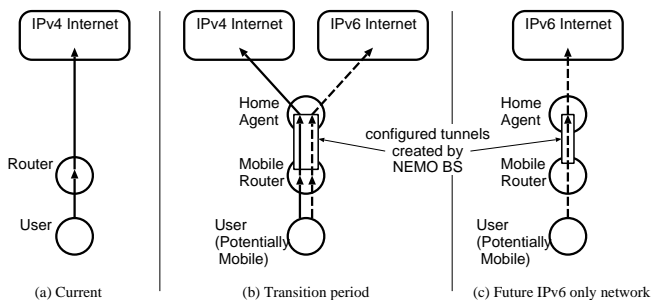 IPv4 Internet
Router
User
(a) Current
IPv4 Internet
IPv6 Internet
Home
Agent
Mobile
Router
User
(Potentially
Mobile)
(b) Transition period
configured tunnels
created by
NEMO BS
IPv6 Internet
Home
Agent
Mobile
Router
User
(Potentially
Mobile)
(c) Future IPv6 only network